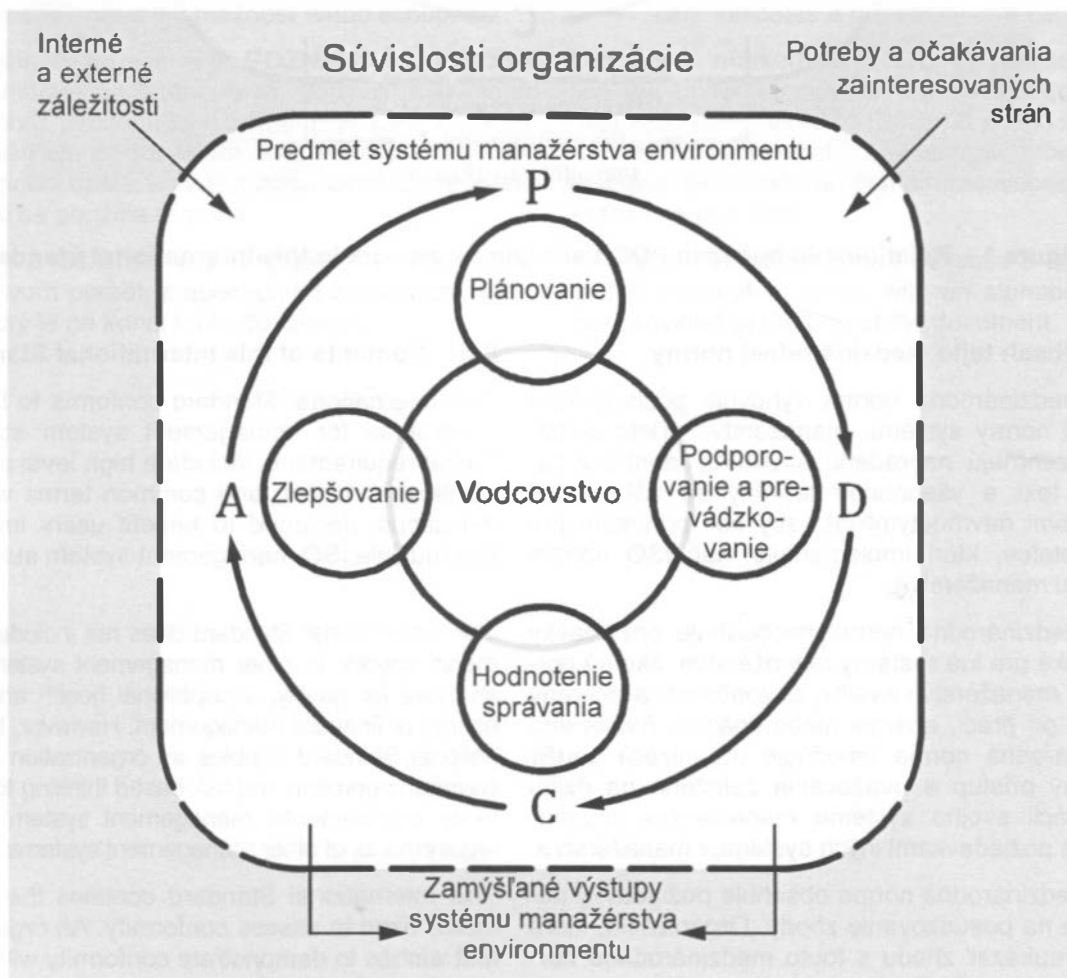 Interné
a externé
záležitosti
Súvislosti organizácie
Potreby a očakávania
zainteresovaných
strán
Predmet systému manažérstva environmentu
P
Plánovanie
A
Zlepšovanie
Vodcovstvo
Podporo-
vanie a pre-
vádzko-
vanie
D
Hodnotenie
správania
C
Zamýšľané výstupy
systému manažérstva
environmentu